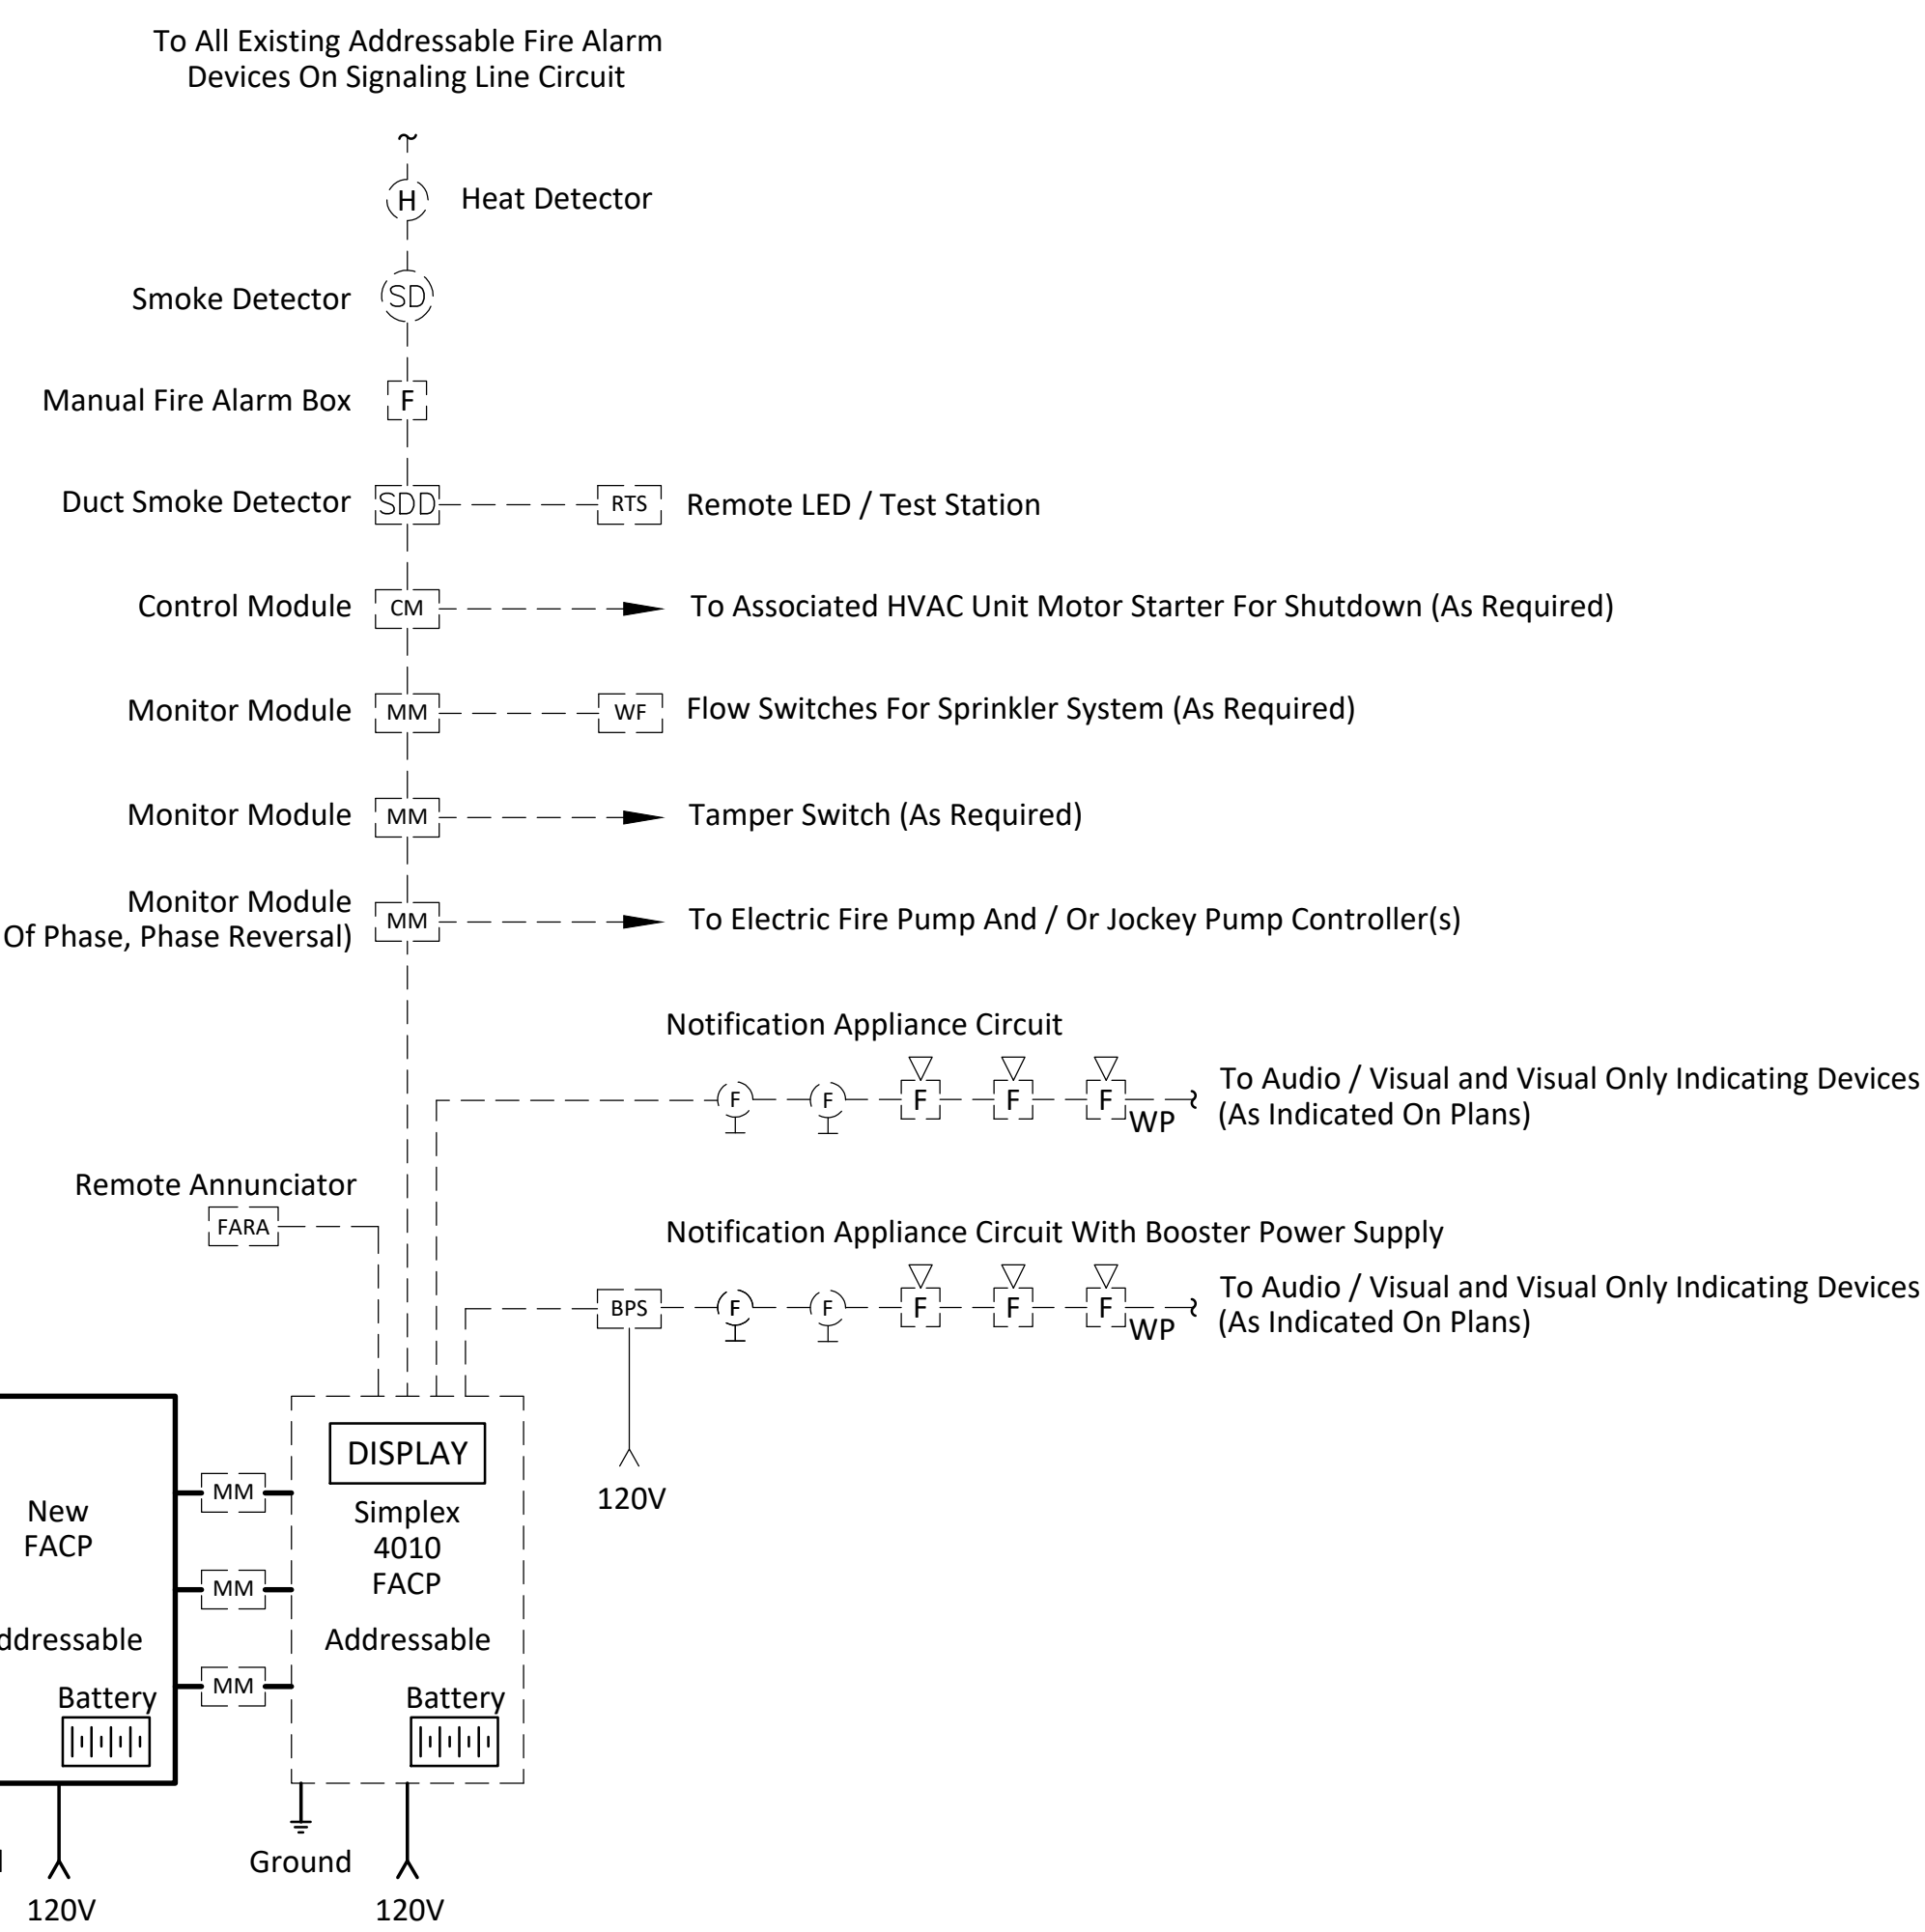 To All Existing Addressable Fire Alarm
Devices On Signaling Line Circuit
H
Heat Detector
Smoke Detector
SD
Manual Fire Alarm Box
F
Duct Smoke Detector
SDD
RTS
Remote LED / Test Station
Control Module
CM
To Associated HVAC Unit Motor Starter For Shutdown (As Required)
Monitor Module
MM
WF
Flow Switches For Sprinkler System (As Required)
Monitor Module
MM
Tamper Switch (As Required)
Monitor Module
Of Phase, Phase Reversal)
MM
To Electric Fire Pump And / Or Jockey Pump Controller(s)
Notification Appliance Circuit
F
F
F
F
F
WP
To Audio / Visual and Visual Only Indicating Devices
(As Indicated On Plans)
Remote Annunciator
FARA
Notification Appliance Circuit With Booster Power Supply
BPS
F
F
F
F
F
WP
To Audio / Visual and Visual Only Indicating Devices
(As Indicated On Plans)
120V
New
FACP
ddressable
Battery
120V
MM
MM
MM
DISPLAY
Simplex
4010
FACP
Addressable
Battery
Ground
120V